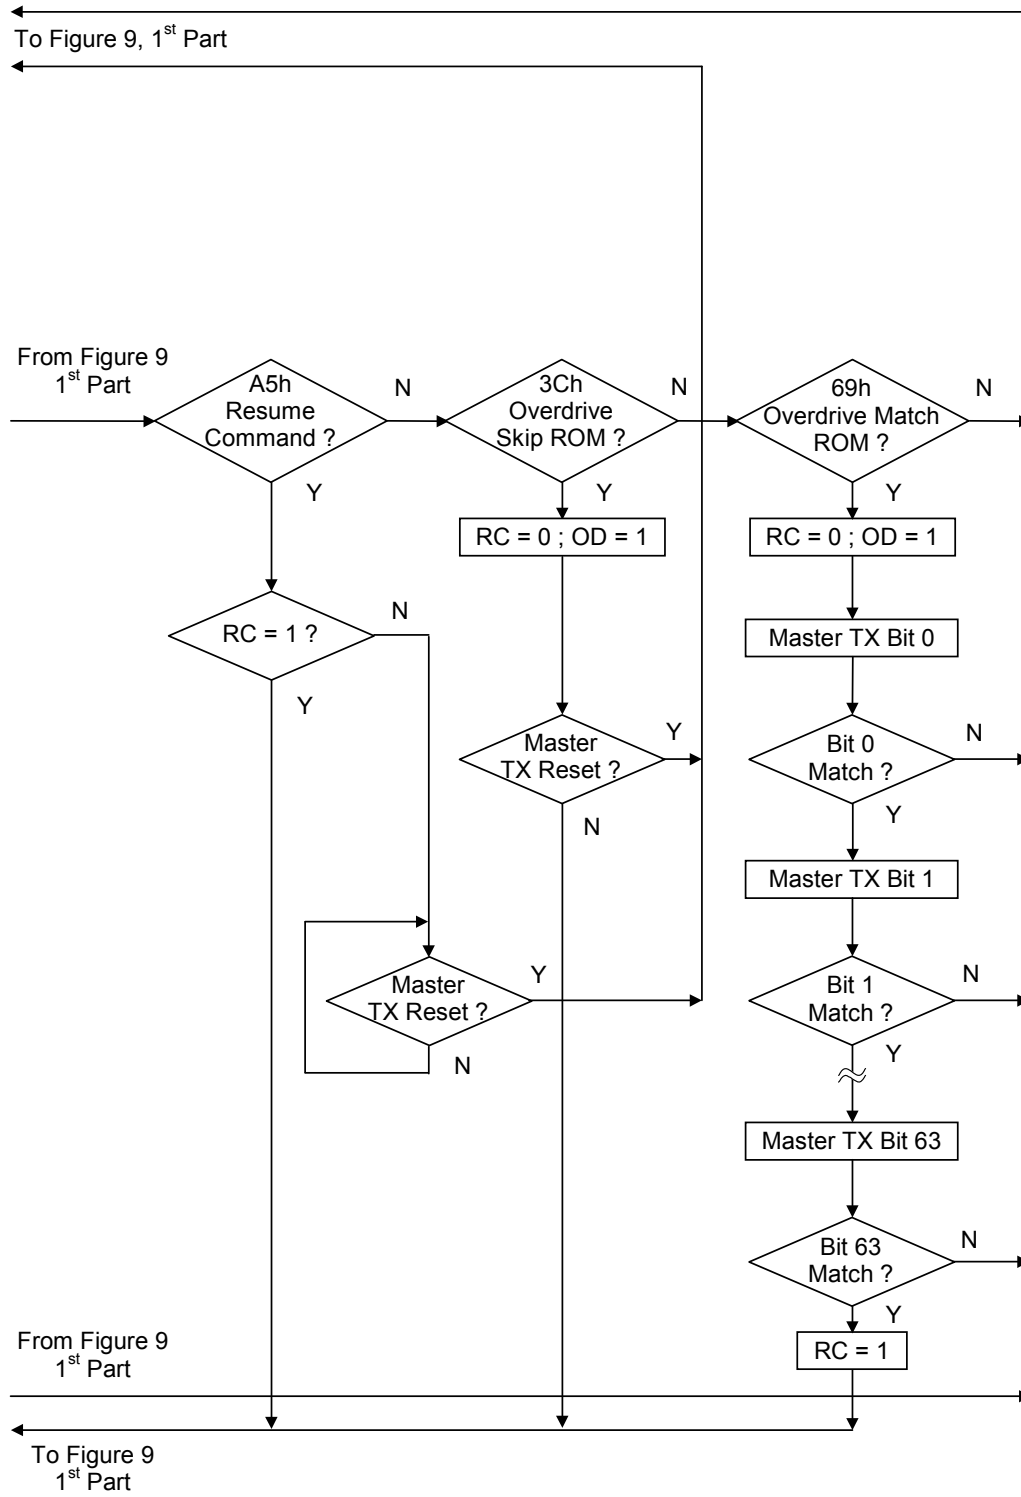 To Figure 9, 1st Part
From Figure 9
1st Part
A5h
Resume
Command ?
N
Y
3Ch
Overdrive
Skip ROM ?
N
Y
69h
Overdrive Match
ROM ?
N
Y
RC = 0 ; OD = 1
RC = 0 ; OD = 1
RC = 1 ?
N
Y
Master TX Bit 0
Master
TX Reset ?
Y
N
Bit 0
Match ?
N
Y
Master TX Bit 1
Master
TX Reset ?
Y
N
Bit 1
Match ?
N
Y
Master TX Bit 63
Bit 63
Match ?
N
Y
RC = 1
From Figure 9
1st Part
To Figure 9
1st Part